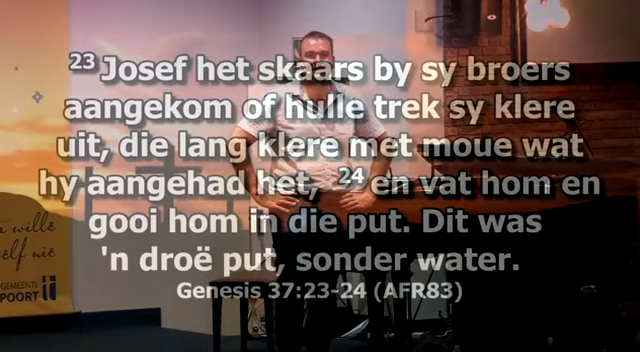 23 Josef het skaars by sy broers
aangekom of hulle trek sy klere
uit, die lang klere met moue wat
hy aangehad het, 24 en vat hom en
gooi hom in die put. Dit was
'n droë put, sonder water.
Genesis 37:23-24 (AFR83)
wille
nie
GEMEENTE
POORT